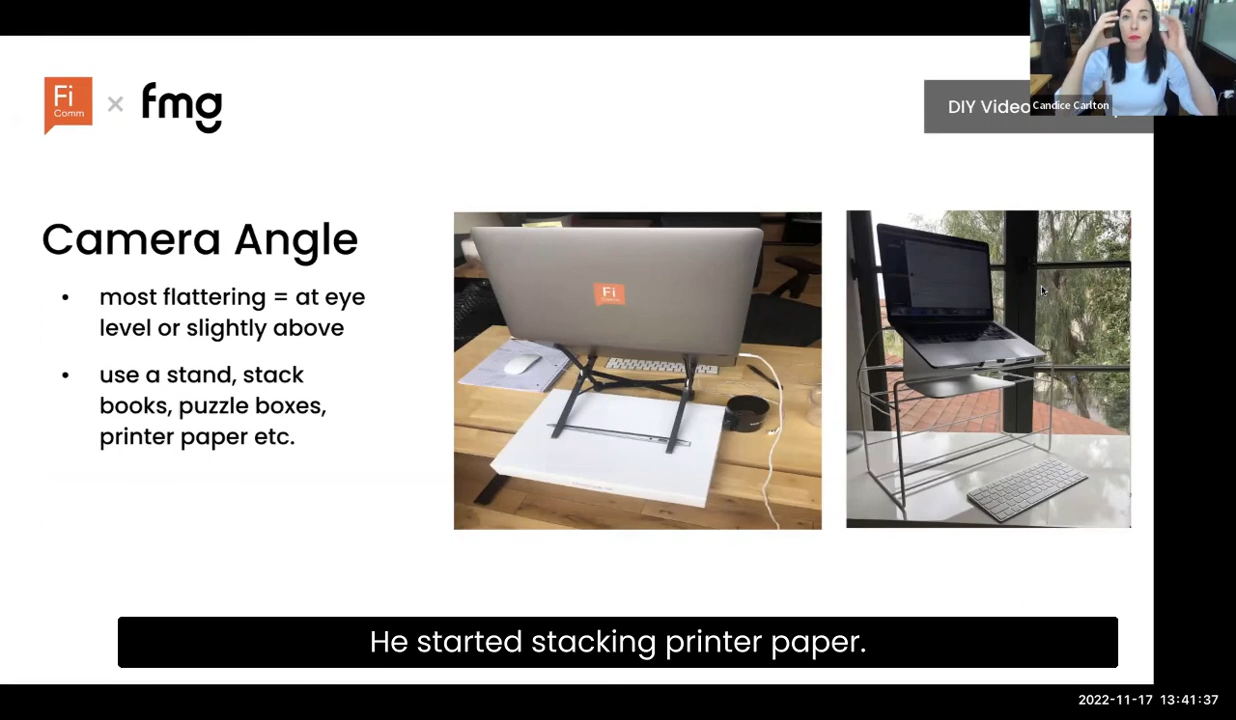 Fi
Comm
×
fmg
DIY Video
Candice Carlton
Camera Angle
• most flattering = at eye
level or slightly above
• use a stand, stack
books, puzzle boxes,
printer paper etc.
Fi
He started stacking printer paper.
2022-11-17 13:41:37